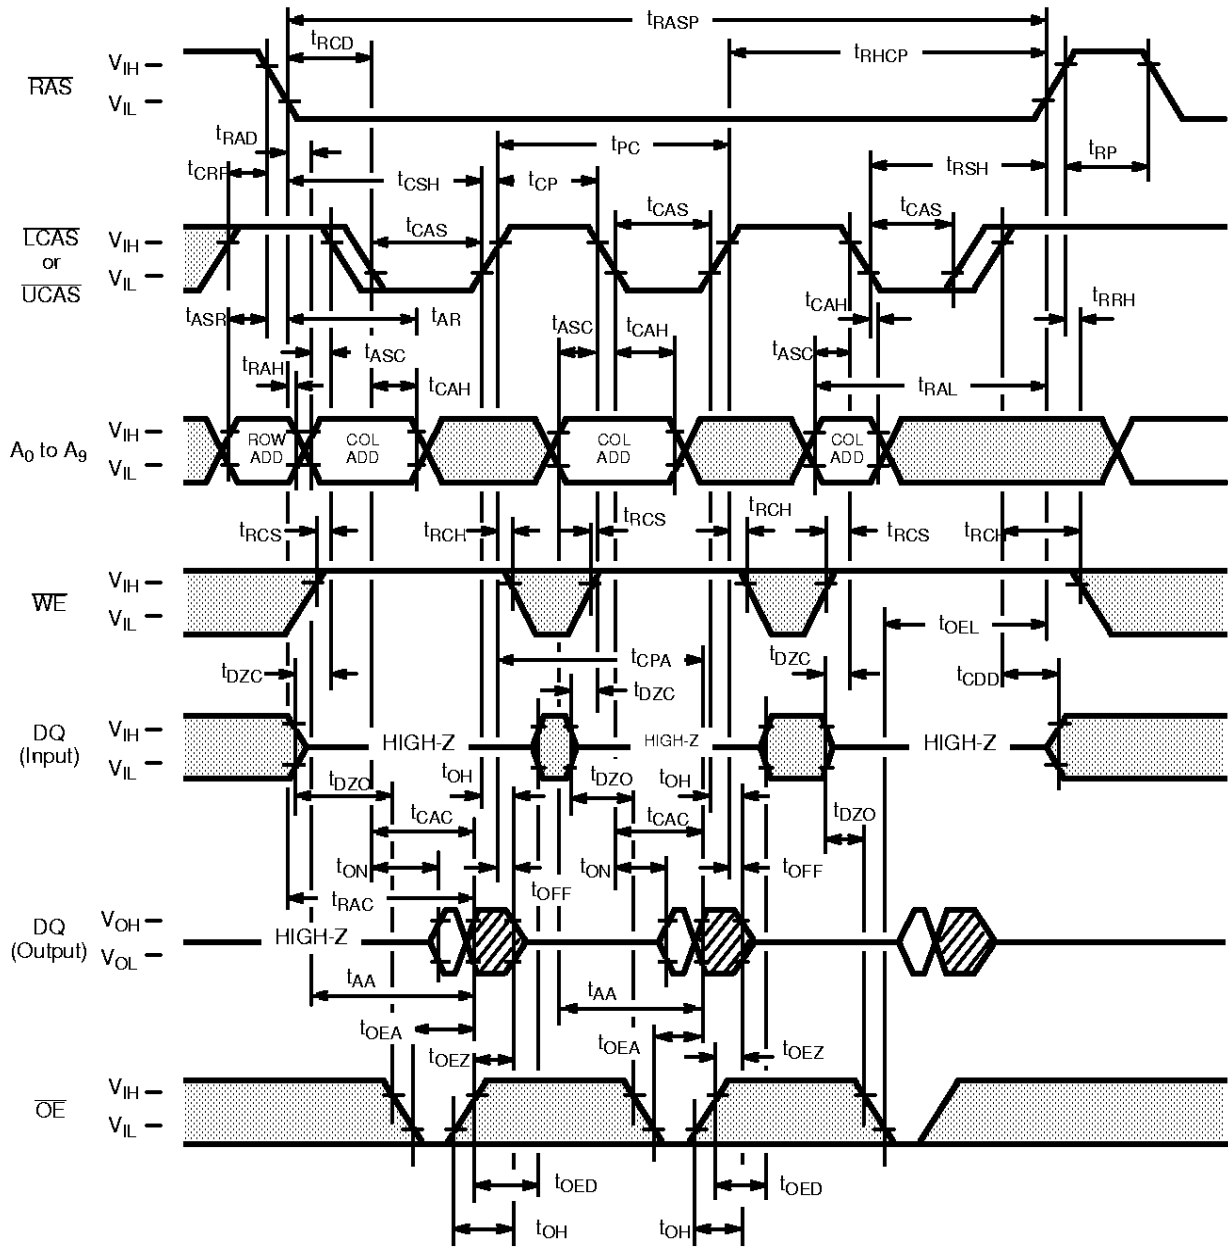 tRASP
tRCD
tRHCP
VIH
RAS
VIL
tRAD
tPC
tRP
tCRP
tCSH
tCP
tRSH
tCAS
tCAS
LCAS
VIH
tCAS
or
VIL
UCAS
tASR
tAR
tASC
tCAH
tCAH
tRRH
tRAH
tASC
tCAH
tASC
tRAL
VIH
A0 to A9
VIL
ROW
ADD
COL
ADD
COL
ADD
COL
ADD
tRCS
tRCH
tRCS
tRCH
tRCS
tRCH
VIH
WE
VIL
tOEL
tCPA
tDZC
tDZC
tDZC
tCDD
DQ
(Input)
VIH
VIL
HIGH-Z
HIGH-Z
HIGH-Z
tDZO
tOH
tDZO
tOH
tDZO
tCAC
tCAC
tON
tOFF
tON
tOFF
tRAC
DQ
(Output)
VOH
VOL
HIGH-Z
tAA
tAA
tOEA
tOEZ
tOEA
tOEZ
VIH
OE
VIL
tOED
tOED
tOH
tOH